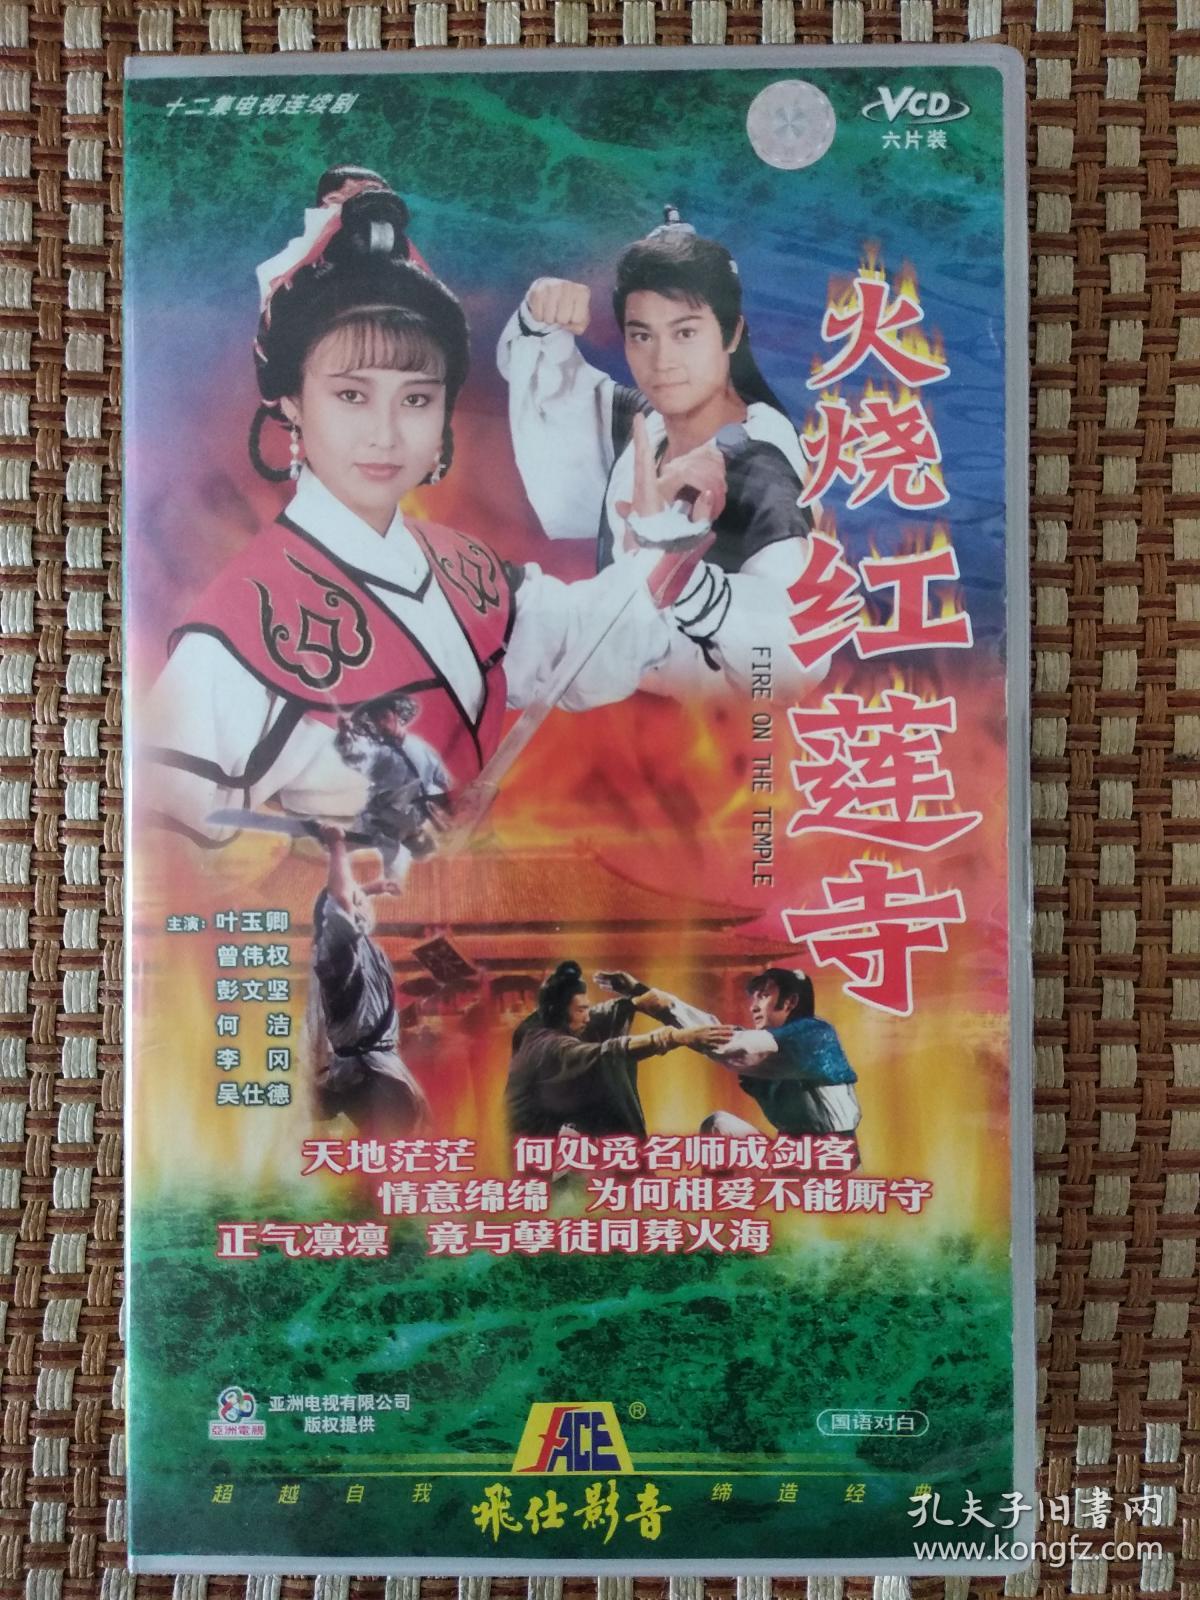 十二集电视连续剧
VCD
六片装
火烧红莲寺
FIRE ON THE TEMPLE
主演:叶玉卿
曾伟权
彭文坚
何洁
李冈
吴仕德
天地茫茫 何处觅名师成剑客
情意绵绵 为何相爱不能厮守
正气凛凛 竟与孽徒同葬火海
亞洲電視
亚洲电视有限公司
版权提供
FACE®
国语对白
超越自我
飛仕影音
缔造经典
孔夫子旧书网
www.kongfz.com